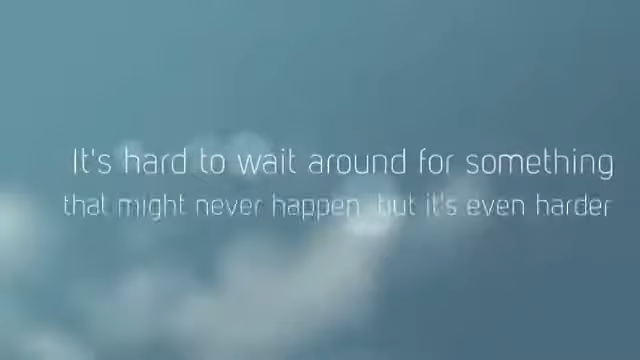 It's hard to wait around for something
that might never happen, but it's even harder